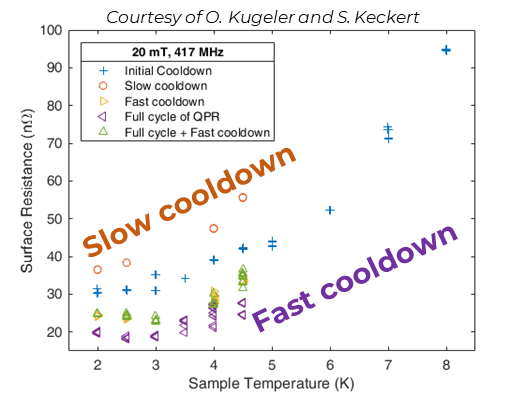 Courtesy of O. Kugeler and S. Keckert
100
90
80
70
60
50
40
30
20
Surface Resistance (nΩ)
20 mT, 417 MHz
Initial Cooldown
Slow cooldown
Fast cooldown
Full cycle of QPR
Full cycle + Fast cooldown
Slow cooldown
Fast cooldown
2 3 4 5 6 7 8
Sample Temperature (K)